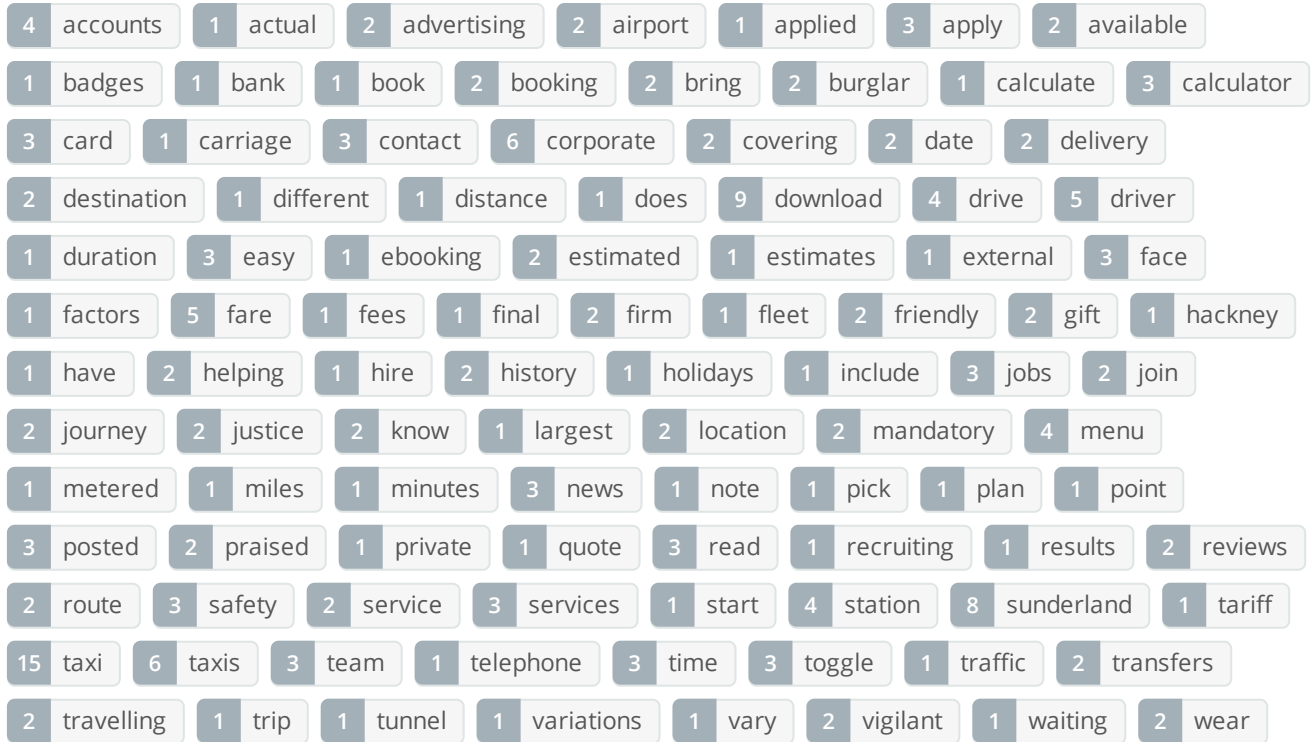 4 accounts 1 actual 2 advertising 2 airport 1 applied 3 apply 2 available
1 badges 1 bank 1 book 2 booking 2 bring 2 burglar 1 calculate 3 calculator
3 card 1 carriage 3 contact 6 corporate 2 covering 2 date 2 delivery
2 destination 1 different 1 distance 1 does 9 download 4 drive 5 driver
1 duration 3 easy 1 ebooking 2 estimated 1 estimates 1 external 3 face
1 factors 5 fare 1 fees 1 final 2 firm 1 fleet 2 friendly 2 gift 1 hackney
1 have 2 helping 1 hire 2 history 1 holidays 1 include 3 jobs 2 join
2 journey 2 justice 2 know 1 largest 2 location 2 mandatory 4 menu
1 metered 1 miles 1 minutes 3 news 1 note 1 pick 1 plan 1 point
3 posted 2 praised 1 private 1 quote 3 read 1 recruiting 1 results 2 reviews
2 route 3 safety 2 service 3 services 1 start 4 station 8 sunderland 1 tariff
15 taxi 6 taxis 3 team 1 telephone 3 time 3 toggle 1 traffic 2 transfers
2 travelling 1 trip 1 tunnel 1 variations 1 vary 2 vigilant 1 waiting 2 wear